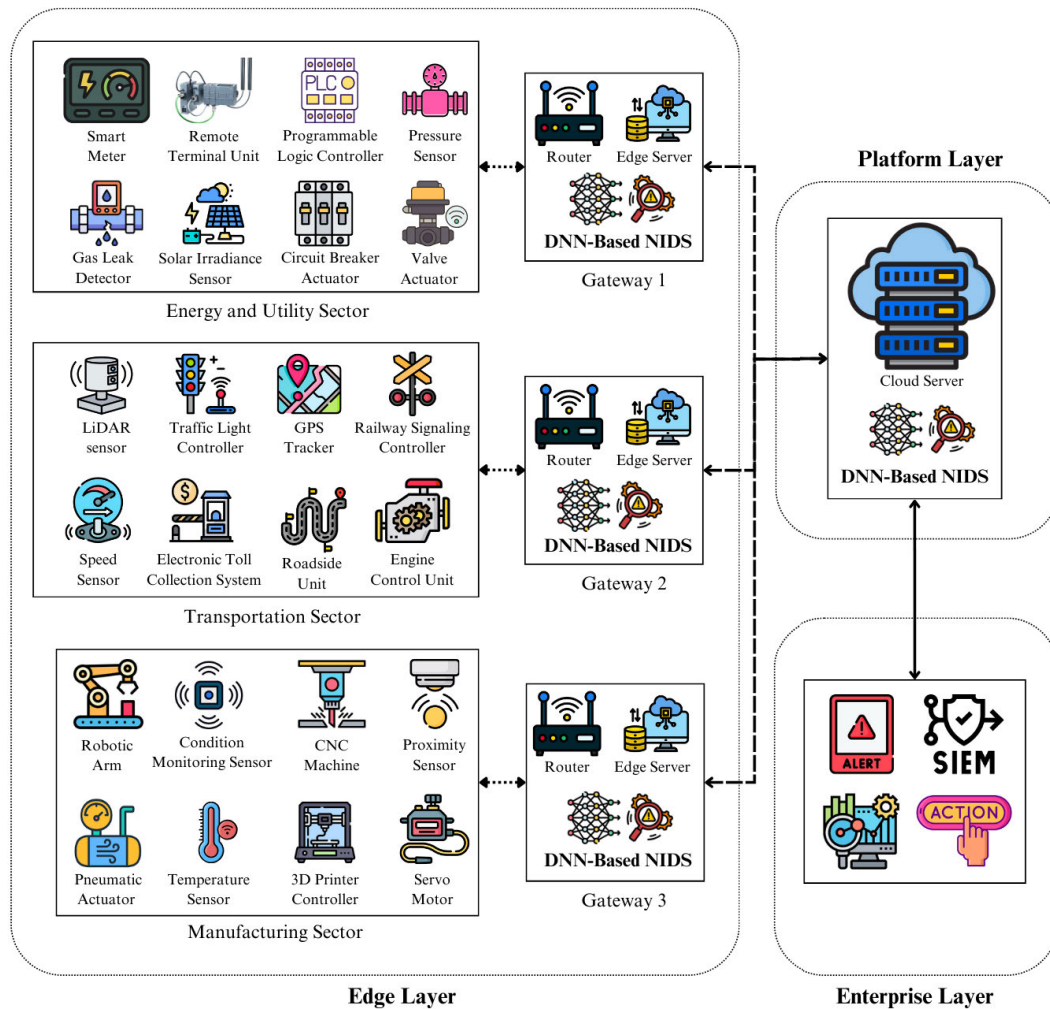 PLC
Smart
Meter
Remote
Terminal Unit
Programmable
Logic Controller
Pressure
Sensor
Gas Leak
Detector
Solar Irradiance
Sensor
Circuit Breaker
Actuator
Valve
Actuator
Energy and Utility Sector
Router
Edge Server
DNN-Based NIDS
Gateway 1
LiDAR
sensor
Traffic Light
Controller
GPS
Tracker
Railway Signaling
Controller
$
Speed
Sensor
Electronic Toll
Collection System
Roadside
Unit
Engine
Control Unit
Transportation Sector
Router
Edge Server
DNN-Based NIDS
Gateway 2
Robotic
Arm
Condition
Monitoring Sensor
CNC
Machine
Proximity
Sensor
Pneumatic
Actuator
Temperature
Sensor
3D Printer
Controller
Servo
Motor
Manufacturing Sector
Router
Edge Server
DNN-Based NIDS
Gateway 3
Edge Layer
Platform Layer
Cloud Server
DNN-Based NIDS
ALERT
SIEM
ACTION
Enterprise Layer